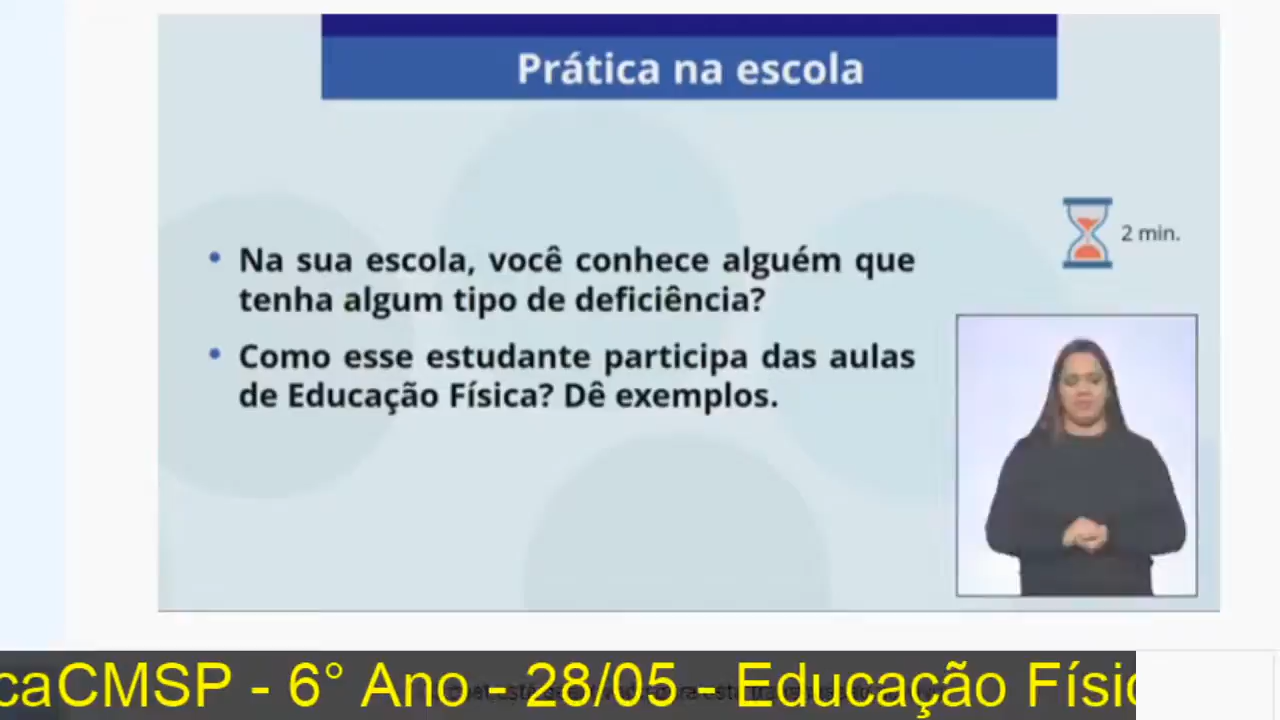 Prática na escola
2 min.
• Na sua escola, você conhece alguém que
tenha algum tipo de deficiência?
• Como esse estudante participa das aulas
de Educação Física? Dê exemplos.
caCMSP - 6° Ano - 28/05 - Educação Físic